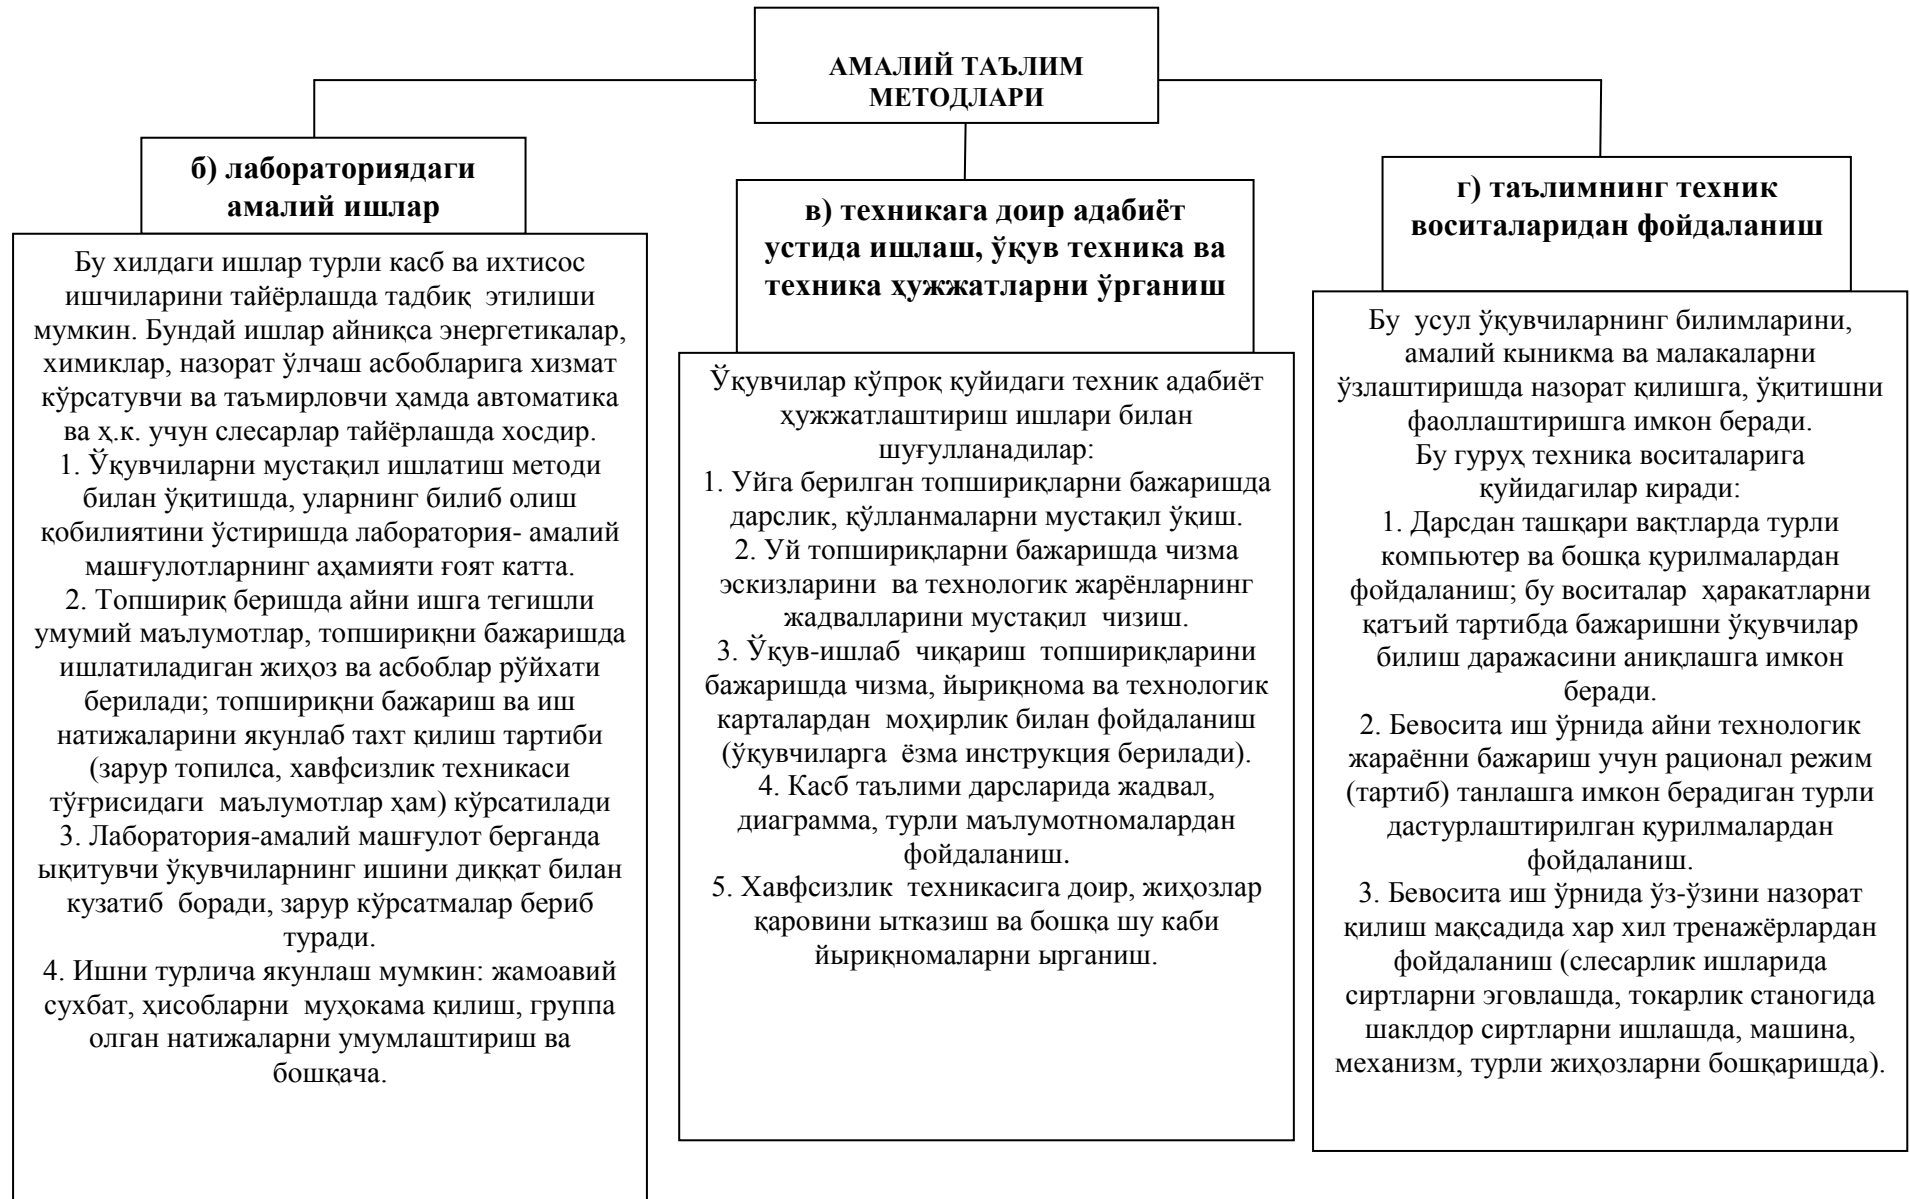 АМАЛИЙ ТАЪЛИМ
МЕТОДЛАРИ
б) лабораториядаги
амалий ишлар
Бу хилдаги ишлар турли касб ва ихтисос
ишчиларини тайёрлашда тадбиқ этилиши
мумкин. Бундай ишлар айниқса энергетикалар,
химиклар, назорат ўлчаш асбобларига хизмат
кўрсатувчи ва таъмирловчи ҳамда автоматика
ва ҳ.к. учун слесарлар тайёрлашда хосдир.
1. Ўқувчиларни мустақил ишлатиш методи
билан ўқитишда, уларнинг билиб олиш
қобилиятини ўстиришда лаборатория- амалий
машғулотларнинг аҳамияти ғоят катта.
2. Топшириқ беришда айни ишга тегишли
умумий маълумотлар, топшириқни бажаришда
ишлатиладиган жиҳоз ва асбоблар рўйхати
берилади; топшириқни бажариш ва иш
натижаларини якунлаб тахт қилиш тартиби
(зарур топилса, хавфсизлик техникаси
тўғрисидаги маълумотлар ҳам) кўрсатилади
3. Лаборатория-амалий машғулот берганда
ықитувчи ўқувчиларнинг ишини диққат билан
кузатиб боради, зарур кўрсатмалар бериб
туради.
4. Ишни турлича якунлаш мумкин: жамоавий
сухбат, ҳисобларни муҳокама қилиш, группа
олган натижаларни умумлаштириш ва
бошқача.
в) техникага доир адабиёт
устида ишлаш, ўқув техника ва
техника ҳужжатларни ўрганиш
Ўқувчилар кўпроқ қуйидаги техник адабиёт
ҳужжатлаштириш ишлари билан
шуғулланадилар:
1. Уйга берилган топшириқларни бажаришда
дарслик, қўлланмаларни мустақил ўқиш.
2. Уй топшириқларни бажаришда чизма
эскизларини ва технологик жарёнларнинг
жадвалларини мустақил чизиш.
3. Ўқув-ишлаб чиқариш топшириқларини
бажаришда чизма, йыриқнома ва технологик
карталардан моҳирлик билан фойдаланиш
(ўқувчиларга ёзма инструкция берилади).
4. Касб таълими дарсларида жадвал,
диаграмма, турли маълумотномалардан
фойдаланиш.
5. Хавфсизлик техникасига доир, жиҳозлар
қаровини ытказиш ва бошқа шу каби
йыриқномаларни ырганиш.
г) таълимнинг техник
воситаларидан фойдаланиш
Бу усул ўқувчиларнинг билимларини,
амалий кыникма ва малакаларни
ўзлаштиришда назорат қилишга, ўқитишни
фаоллаштиришга имкон беради.
Бу гуруҳ техника воситаларига
қуйидагилар киради:
1. Дарсдан ташқари вақтларда турли
компьютер ва бошқа қурилмалардан
фойдаланиш; бу воситалар ҳаракатларни
қатъий тартибда бажаришни ўқувчилар
билиш даражасини аниқлашга имкон
беради.
2. Бевосита иш ўрнида айни технологик
жараённи бажариш учун рационал режим
(тартиб) танлашга имкон берадиган турли
дастурлаштирилган қурилмалардан
фойдаланиш.
3. Бевосита иш ўрнида ўз-ўзини назорат
қилиш мақсадида хар хил тренажёрлардан
фойдаланиш (слесарлик ишларида
сиртларни эговлашда, токарлик станогида
шаклдор сиртларни ишлашда, машина,
механизм, турли жиҳозларни бошқаришда).